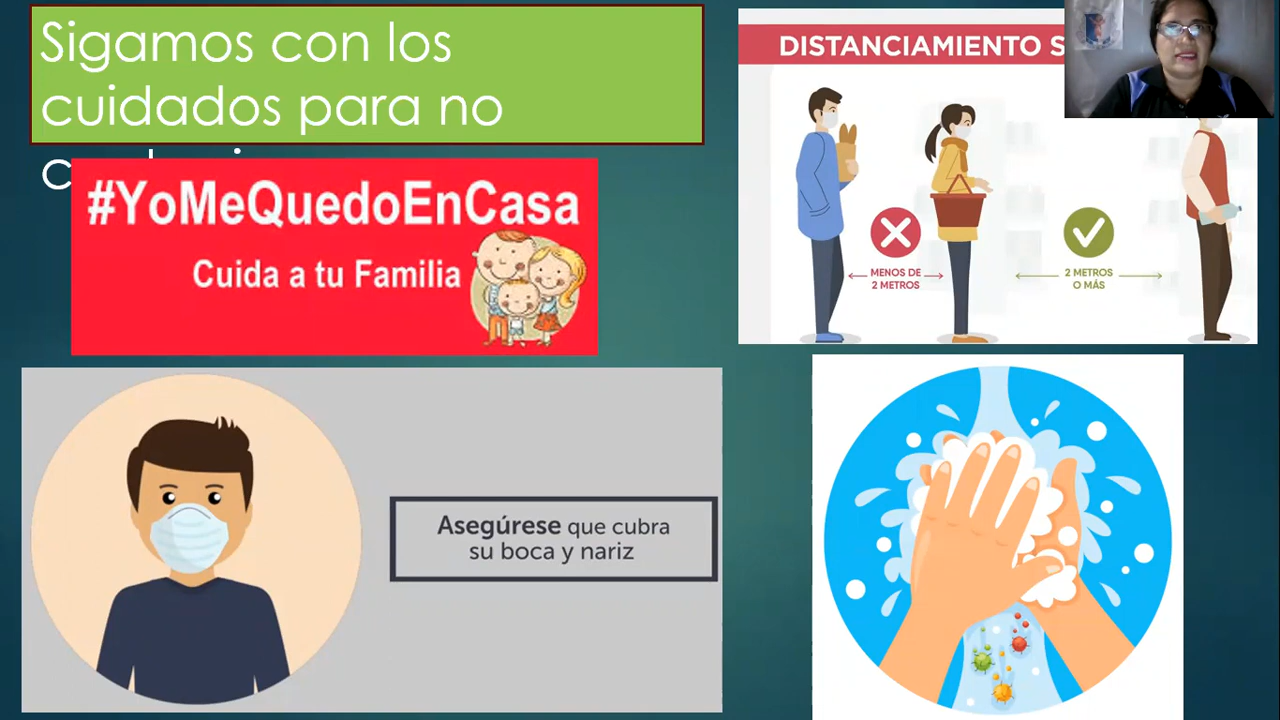 Sigamos con los
cuidados para no
#YoMeQuedoEnCasa
Cuida a tu Familia
DISTANCIAMIENTO
MENOS DE
2 METROS
2 METROS
O MÁS
Asegúrese que cubra
su boca y nariz